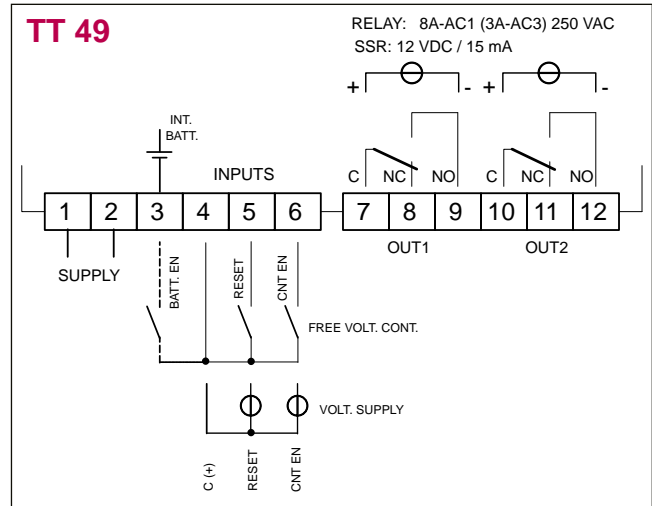 TT 49
RELAY: 8A-AC1 (3A-AC3) 250 VAC
SSR: 12 VDC / 15 mA
+ - + -
INT.
BATT.
INPUTS
C NC NO C NC NO
1 2 3 4 5 6 7 8 9 10 11 12
SUPPLY
OUT1 OUT2
BATT. EN
RESET
CNT EN
FREE VOLT. CONT.
VOLT. SUPPLY
C (+)
RESET
CNT EN